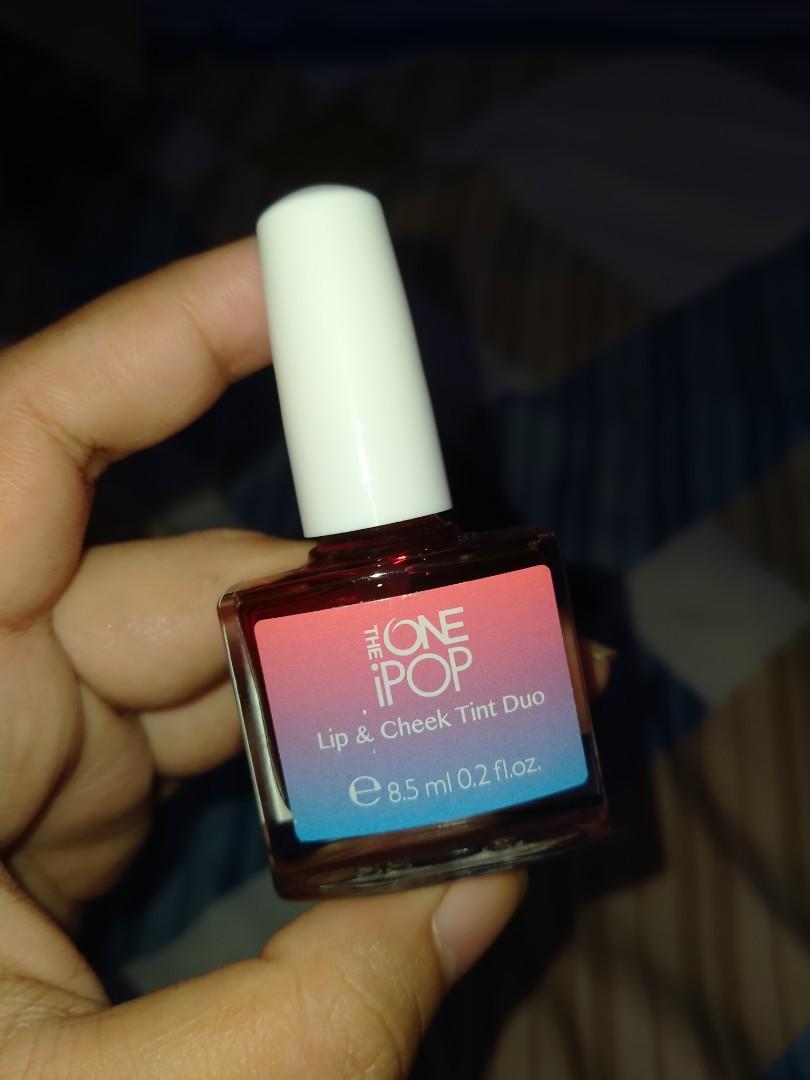 THE ONE
iPOP
Lip & Cheek Tint Duo
℮ 8.5 ml 0.2 fl.oz.